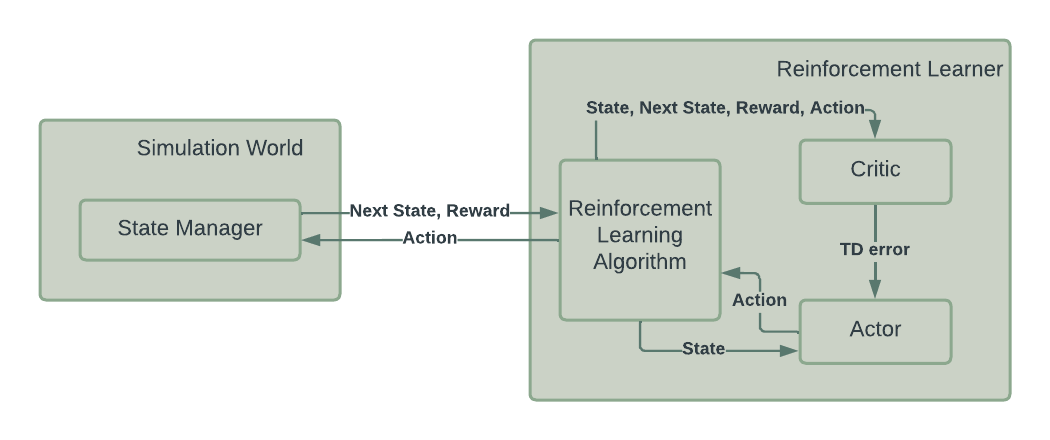 Reinforcement Learner
State, Next State, Reward, Action
Simulation World
Critic
State Manager
Next State, Reward
Action
Reinforcement
Learning
Algorithm
TD error
Action
Actor
State